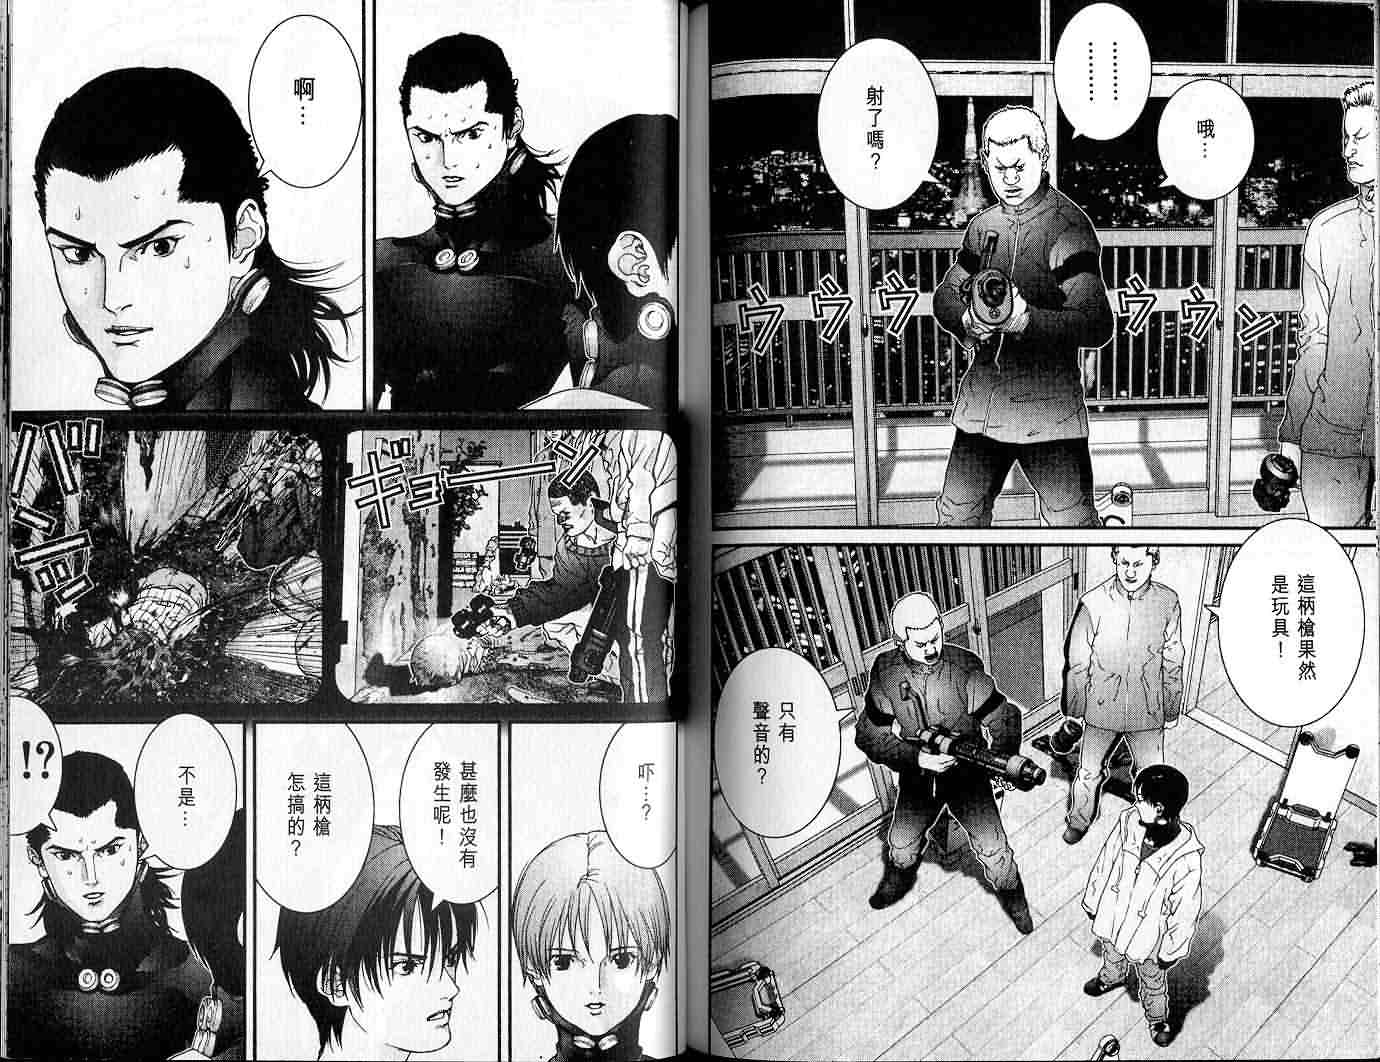 ………
………
哦…
射了嗎？
ウウウウウン
這柄槍果然
是玩具！
只有
聲音的？
啊…
ギョーン
バン
吓…？
甚麼也沒有
發生呢！
這柄槍
怎搞的？
不是…
!?